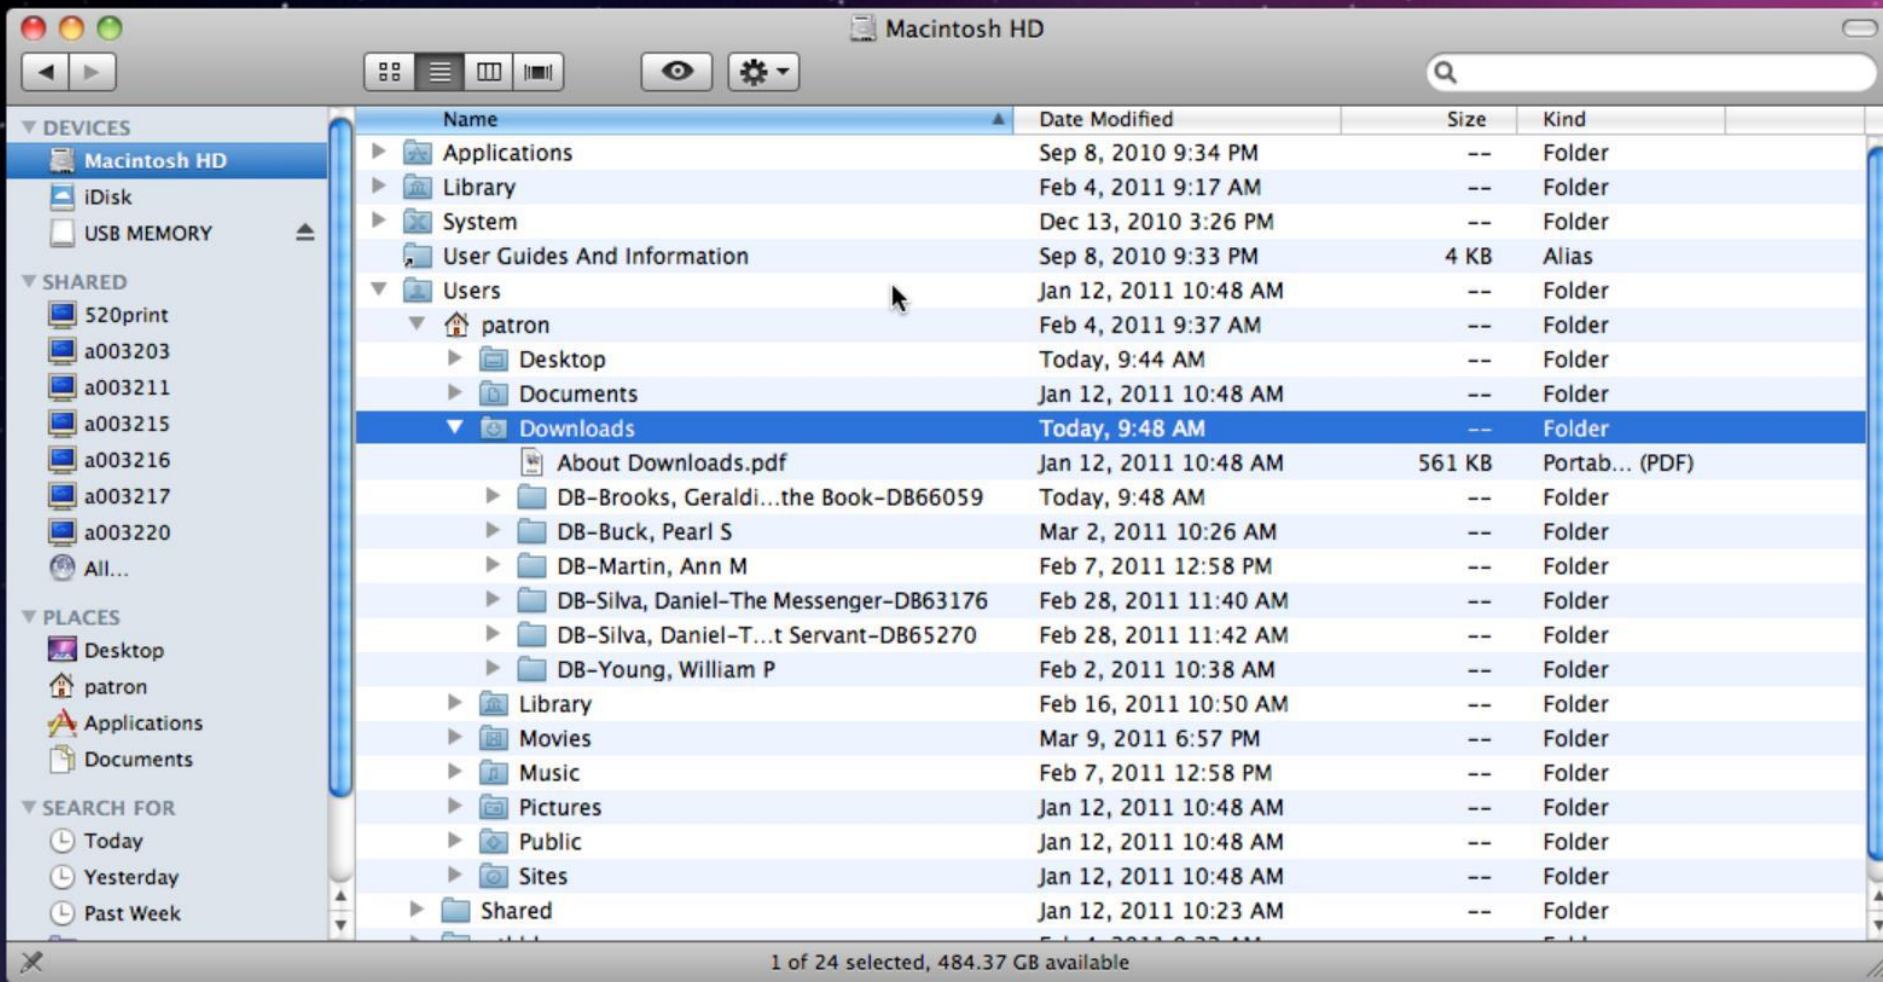 Macintosh HD
DEVICES
Macintosh HD
iDisk
USB MEMORY
SHARED
520print
a003203
a003211
a003215
a003216
a003217
a003220
All...
PLACES
Desktop
patron
Applications
Documents
SEARCH FOR
Today
Yesterday
Past Week
Name Date Modified Size Kind
Applications Sep 8, 2010 9:34 PM -- Folder
Library Feb 4, 2011 9:17 AM -- Folder
System Dec 13, 2010 3:26 PM -- Folder
User Guides And Information Sep 8, 2010 9:33 PM 4 KB Alias
Users Jan 12, 2011 10:48 AM -- Folder
patron Feb 4, 2011 9:37 AM -- Folder
Desktop Today, 9:44 AM -- Folder
Documents Jan 12, 2011 10:48 AM -- Folder
Downloads Today, 9:48 AM -- Folder
About Downloads.pdf Jan 12, 2011 10:48 AM 561 KB Portab... (PDF)
DB-Brooks, Geraldi...the Book-DB66059 Today, 9:48 AM -- Folder
DB-Buck, Pearl S Mar 2, 2011 10:26 AM -- Folder
DB-Martin, Ann M Feb 7, 2011 12:58 PM -- Folder
DB-Silva, Daniel-The Messenger-DB63176 Feb 28, 2011 11:40 AM -- Folder
DB-Silva, Daniel-T...t Servant-DB65270 Feb 28, 2011 11:42 AM -- Folder
DB-Young, William P Feb 2, 2011 10:38 AM -- Folder
Library Feb 16, 2011 10:50 AM -- Folder
Movies Mar 9, 2011 6:57 PM -- Folder
Music Feb 7, 2011 12:58 PM -- Folder
Pictures Jan 12, 2011 10:48 AM -- Folder
Public Jan 12, 2011 10:48 AM -- Folder
Sites Jan 12, 2011 10:48 AM -- Folder
Shared Jan 12, 2011 10:23 AM -- Folder
1 of 24 selected, 484.37 GB available